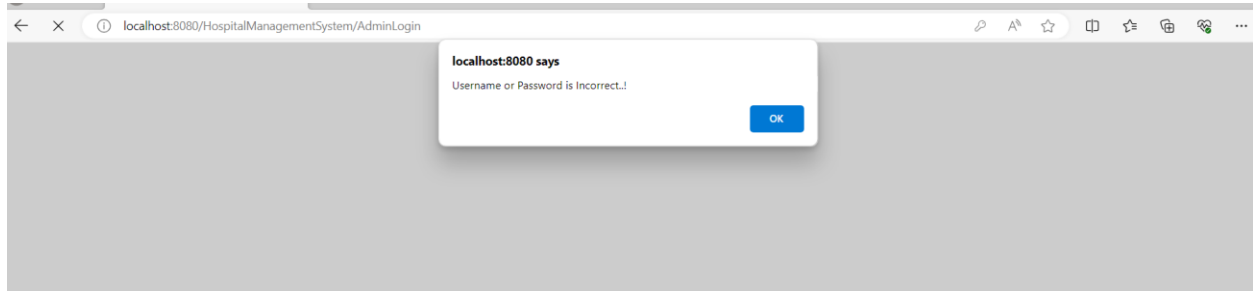 localhost:8080/HospitalManagementSystem/AdminLogin
localhost:8080 says
Username or Password is Incorrect..!
OK